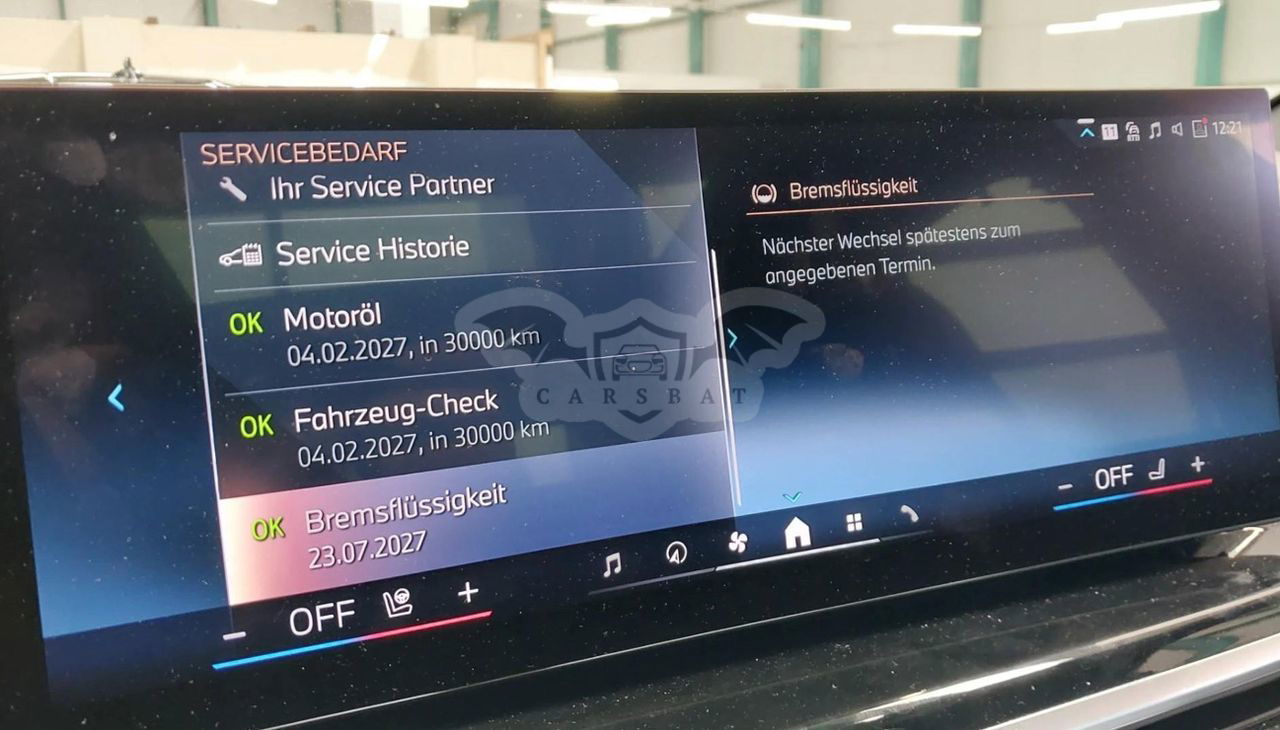 SERVICEBEDARF
Ihr Service Partner
Service Historie
OK Motoröl
04.02.2027, in 30000 km
OK Fahrzeug-Check
04.02.2027, in 30000 km
OK Bremsflüssigkeit
23.07.2027
11
RTTI
12:21
Bremsflüssigkeit
Nächster Wechsel spätestens zum
angegebenen Termin.
CARSBAT
− OFF +
− OFF +